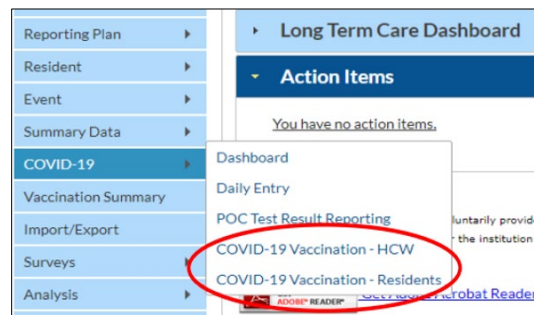 Reporting Plan
Resident
Event
Summary Data
COVID-19
Vaccination Summary
Import/Export
Surveys
Analysis
Long Term Care Dashboard
Action Items
You have no action items.
Dashboard
Daily Entry
POC Test Result Reporting
COVID-19 Vaccination - HCW
COVID-19 Vaccination - Residents
luntarily provid
r the institution
ADOBE® READER®
Get Adobe Acrobat Reader